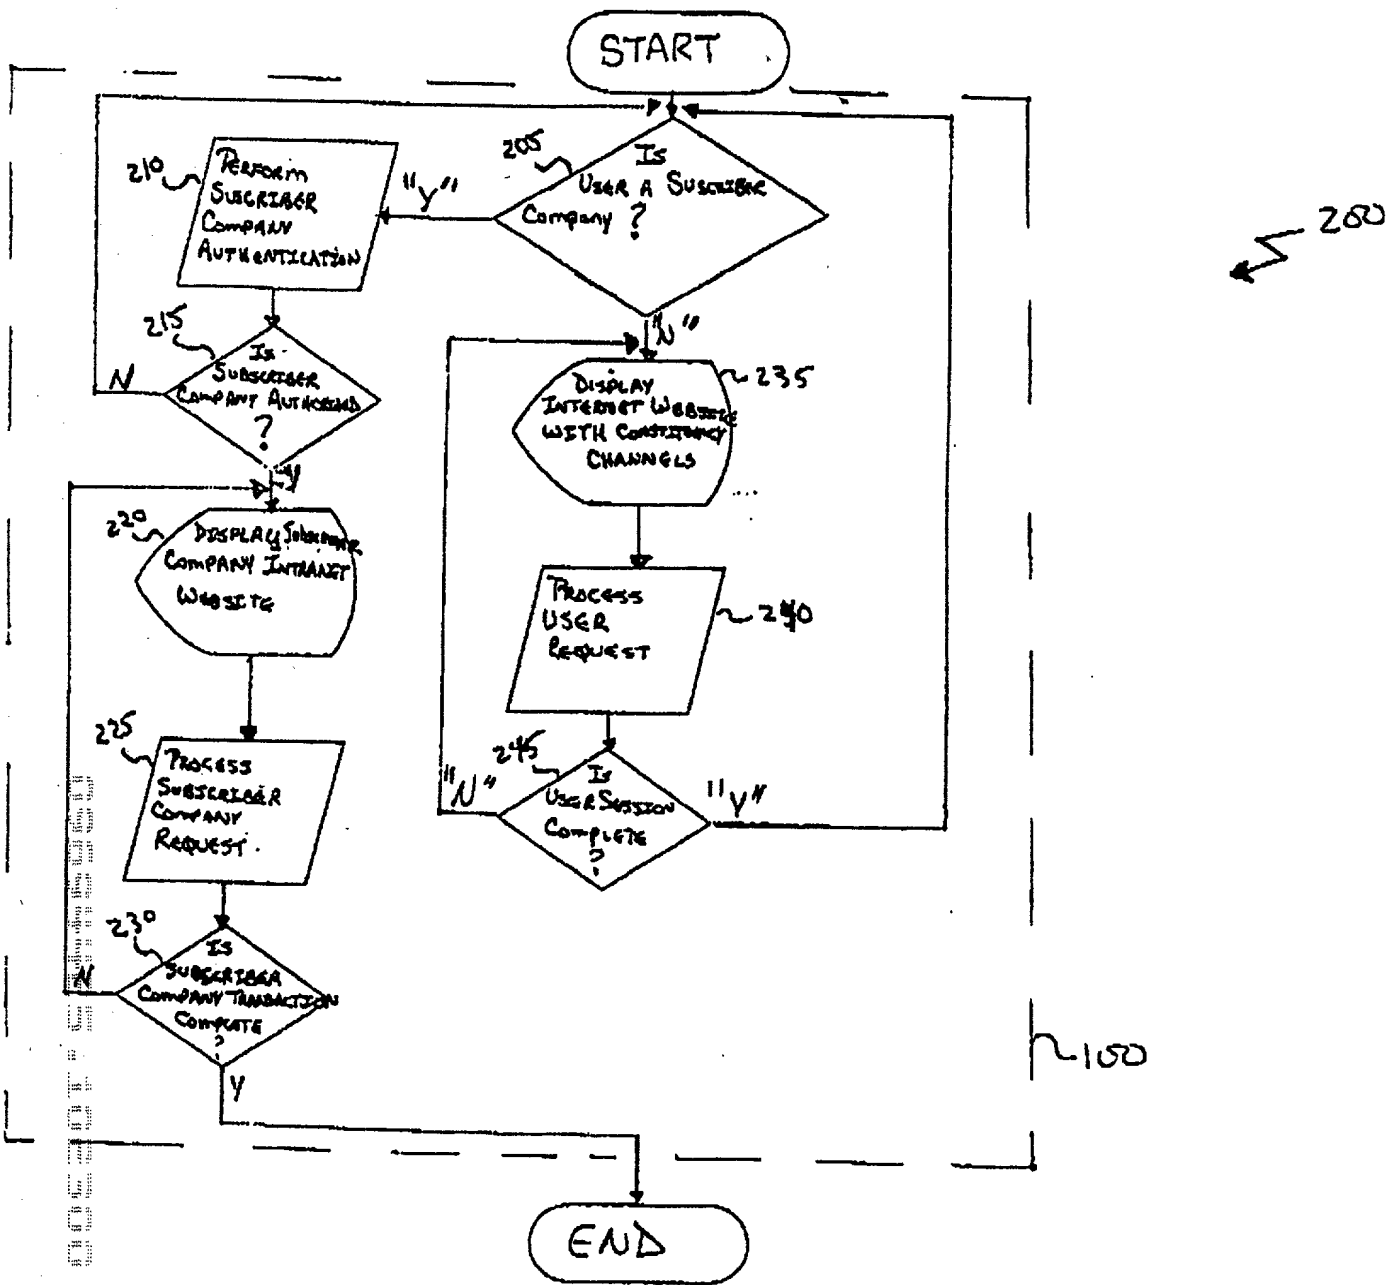 START
205
Is
USER A SUSCRIBER
Company ?
"Y"
"N"
210
PERFORM
SUSCRIBER
COMPANY
AUTHENTICATION
215
Is
SUBSCRIBER
COMPANY AUTHORIZED
?
N
Y
220
DISPLAY Subscriber
COMPANY INTRANET
WEBSITE
225
PROCESS
SUBSCRIBER
COMPANY
REQUEST.
230
Is
SUBSCRIBER
COMPANY TRANSACTION
COMPLETE
?
N
Y
235
DISPLAY
INTERNET WEBSITE
WITH CONSTITUENCY
CHANNELS
240
PROCESS
USER
REQUEST
245
Is
USER SESSION
COMPLETE
?
"N"
"Y"
200
100
END